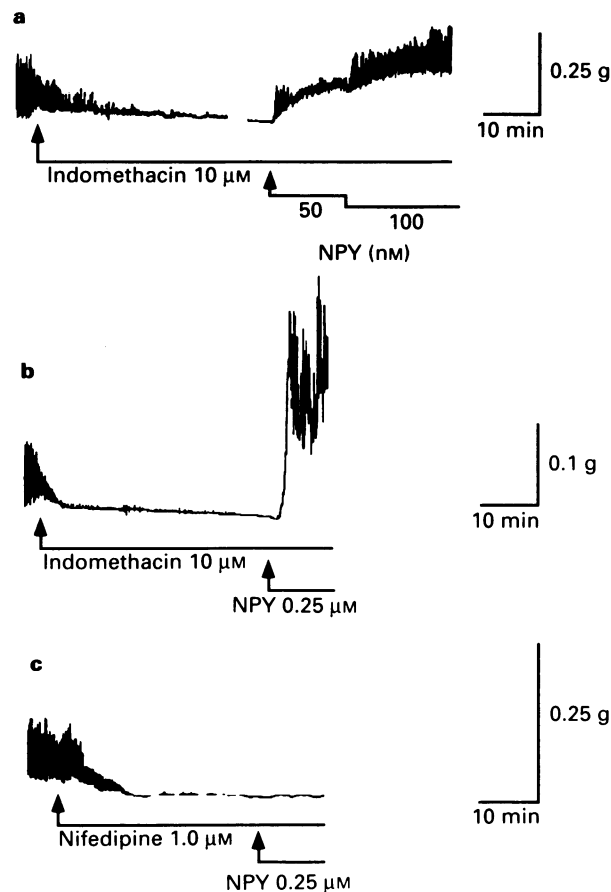 a
0.25 g
10 min
Indomethacin 10 μM
50
100
NPY (nM)
b
0.1 g
10 min
Indomethacin 10 μM
NPY 0.25 μM
c
0.25 g
10 min
Nifedipine 1.0 μM
NPY 0.25 μM